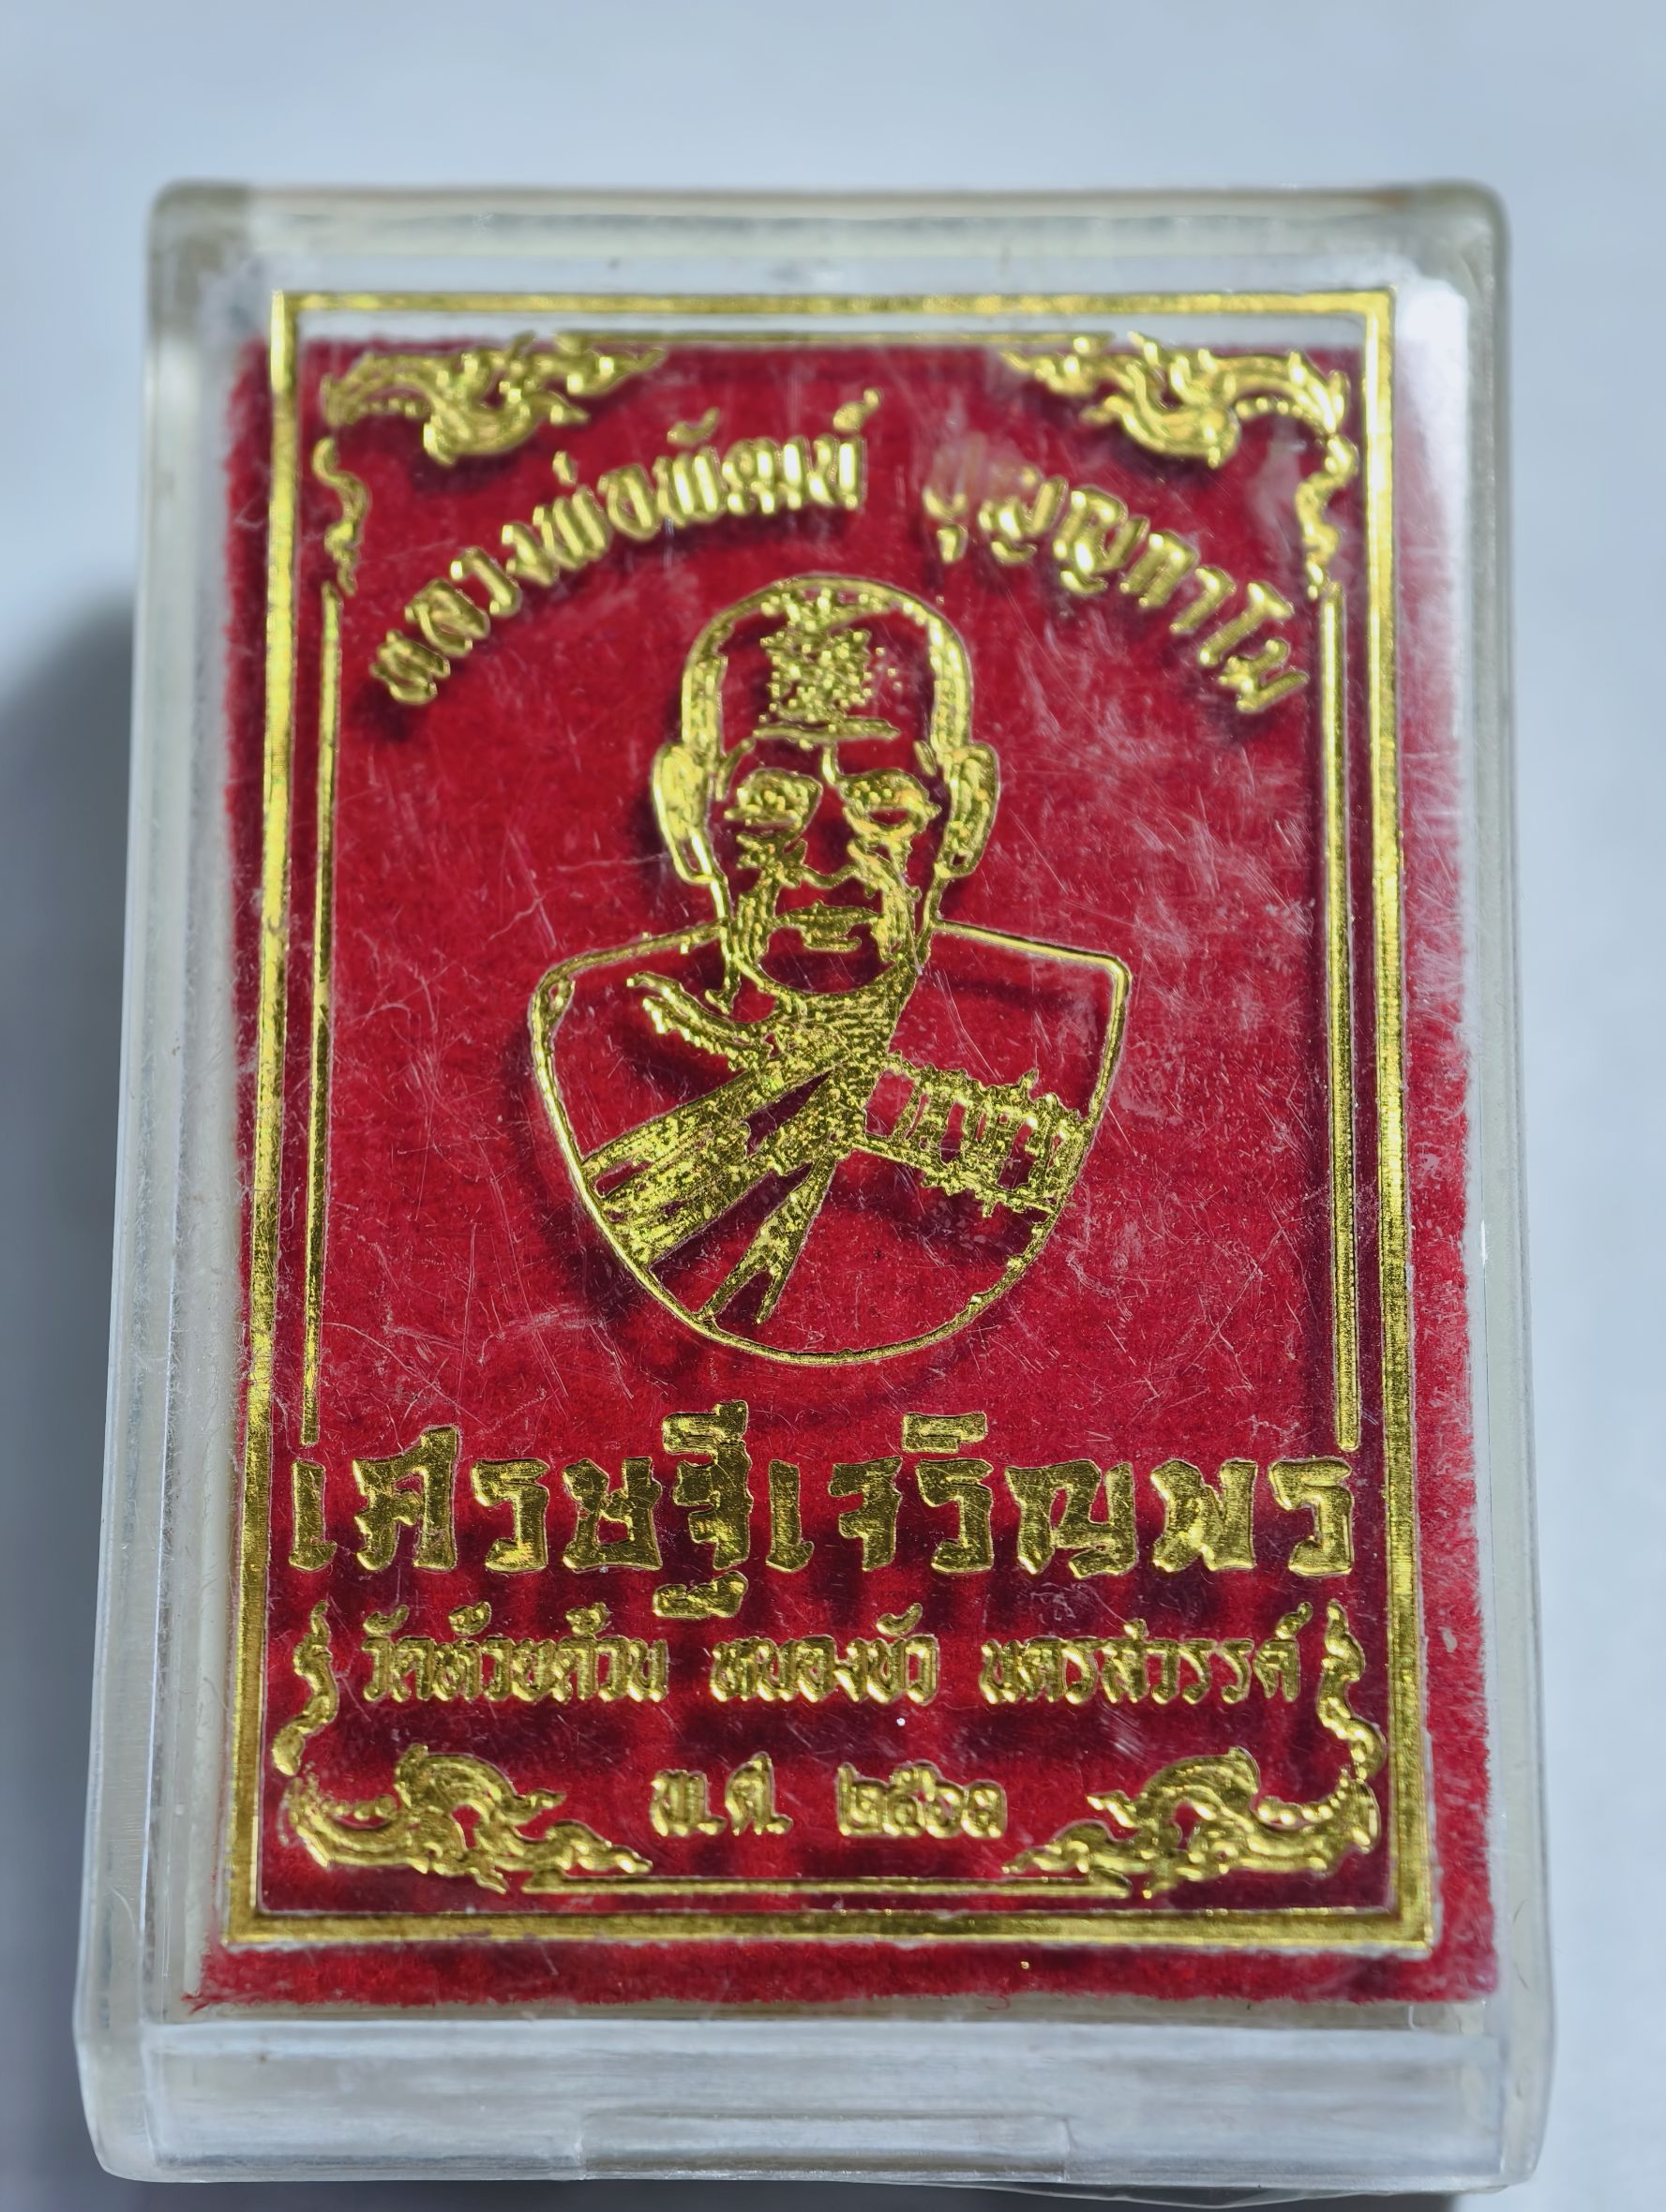 หลวงพ่อพัฒน์ ปุญญกาโม
เศรษฐีเจริญพร
วัดห้วยด้วน หนองบัว นครสวรรค์
พ.ศ. ๒๕๖๓